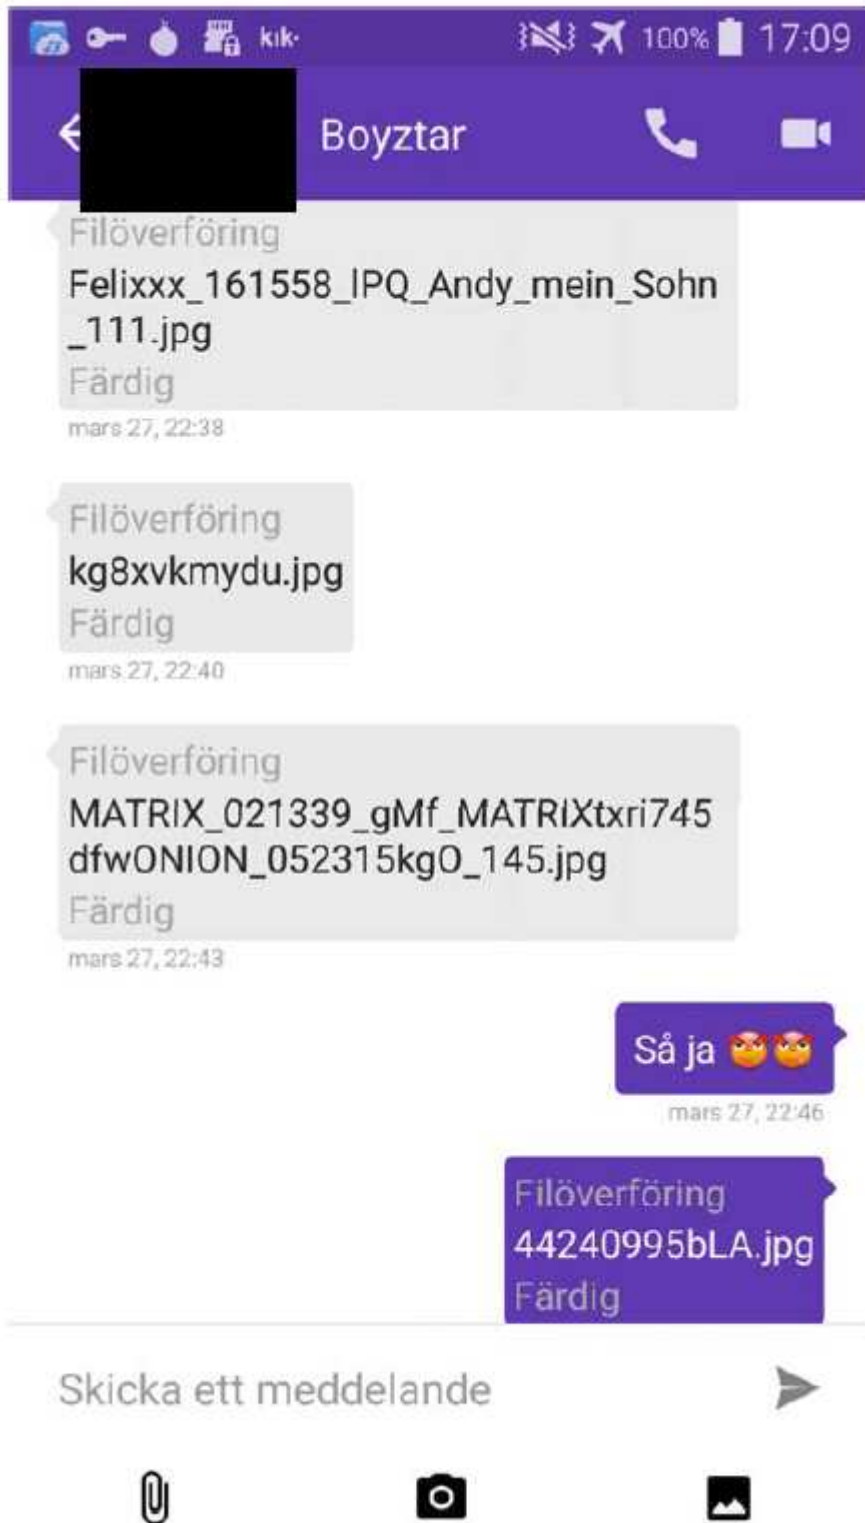 kik·
100%
17:09
Boyztar
Filöverföring
Felixxx_161558_IPQ_Andy_mein_Sohn
_111.jpg
Färdig
mars 27, 22:38
Filöverföring
kg8xvkmydu.jpg
Färdig
mars 27, 22:40
Filöverföring
MATRIX_021339_gMf_MATRIXtxri745
dfwONION_052315kgO_145.jpg
Färdig
mars 27, 22:43
Så ja 😈😈
mars 27, 22:46
Filöverföring
44240995bLA.jpg
Färdig
Skicka ett meddelande